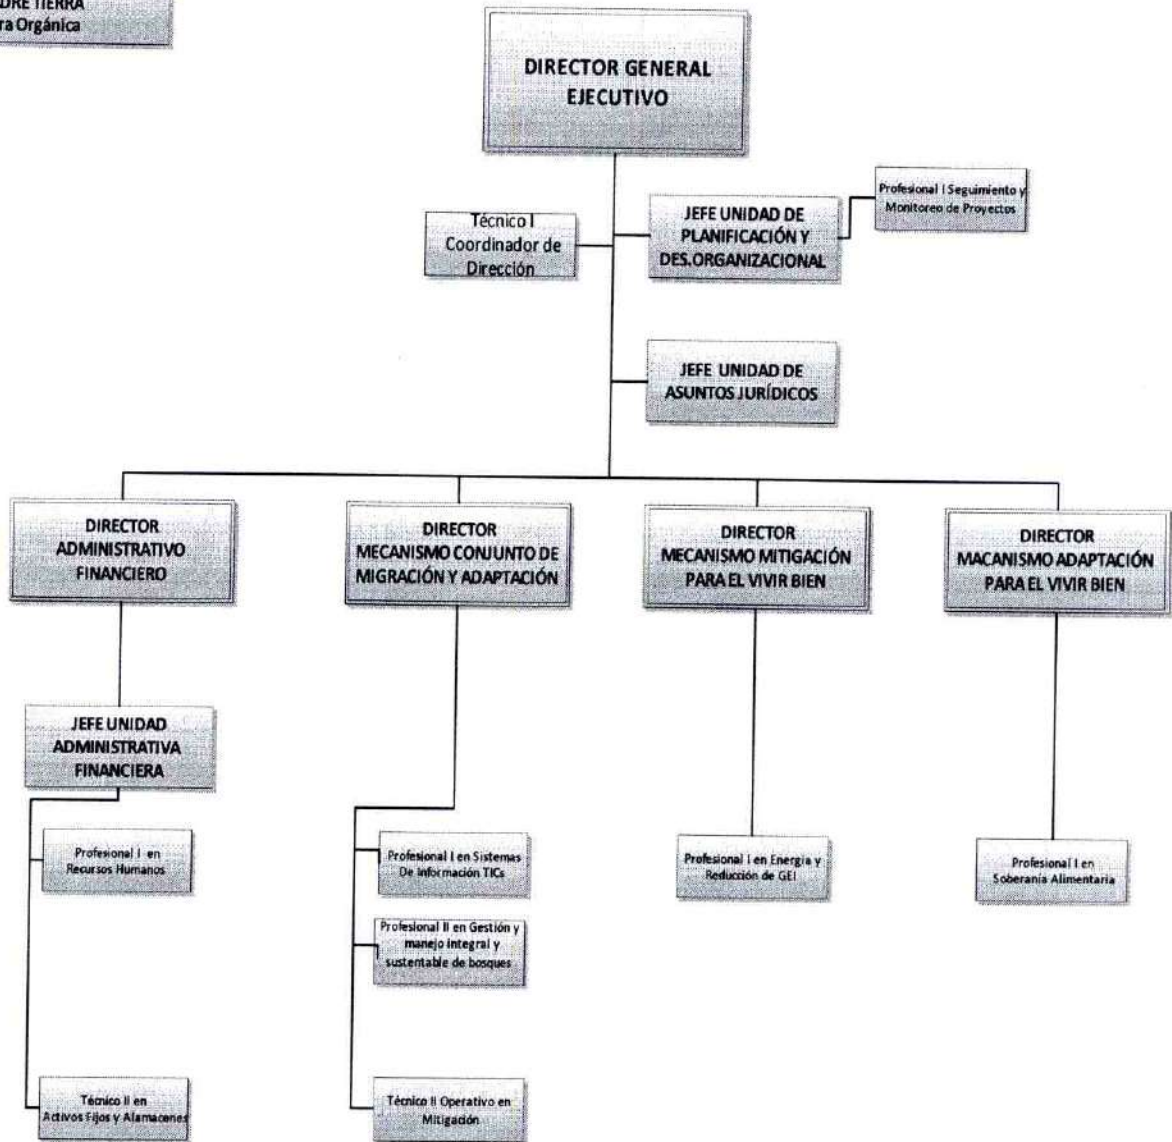 DRE TIERRA
ra Orgánica
DIRECTOR GENERAL
EJECUTIVO
Técnico I
Coordinador de
Dirección
JEFE UNIDAD DE
PLANIFICACIÓN Y
DES.ORGANIZACIONAL
Profesional I Seguimiento y
Monitoreo de Proyectos
JEFE UNIDAD DE
ASUNTOS JURÍDICOS
DIRECTOR
ADMINISTRATIVO
FINANCIERO
DIRECTOR
MECANISMO CONJUNTO DE
MIGRACIÓN Y ADAPTACIÓN
DIRECTOR
MECANISMO MITIGACIÓN
PARA EL VIVIR BIEN
DIRECTOR
MACANISMO ADAPTACIÓN
PARA EL VIVIR BIEN
JEFE UNIDAD
ADMINISTRATIVA
FINANCIERA
Profesional I en
Recursos Humanos
Profesional I en Sistemas
De Información TICs
Profesional I en Energía y
Reducción de GEI
Profesional I en
Soberanía Alimentaria
Profesional II en Gestión y
manejo integral y
sustentable de bosques
Técnico II en
Activos Fijos y Alamacenes
Técnico II Operativo en
Mitigación